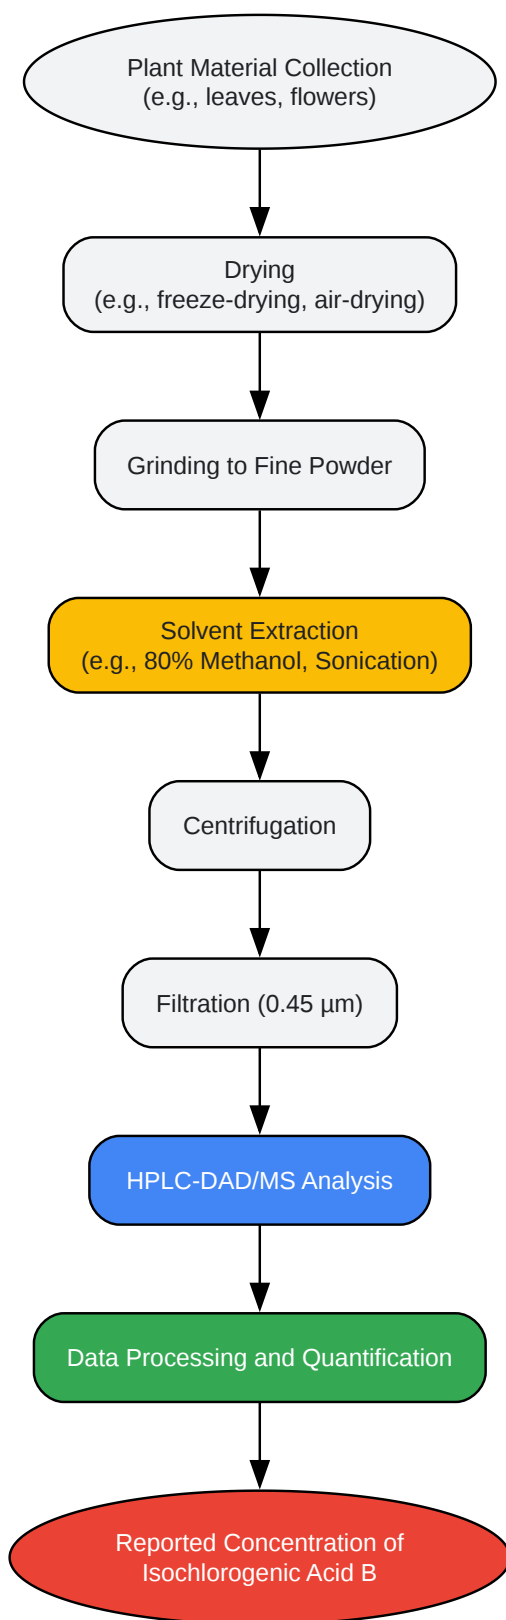 Plant Material Collection
(e.g., leaves, flowers)
Drying
(e.g., freeze-drying, air-drying)
Grinding to Fine Powder
Solvent Extraction
(e.g., 80% Methanol, Sonication)
Centrifugation
Filtration (0.45 µm)
HPLC-DAD/MS Analysis
Data Processing and Quantification
Reported Concentration of
Isochlorogenic Acid B